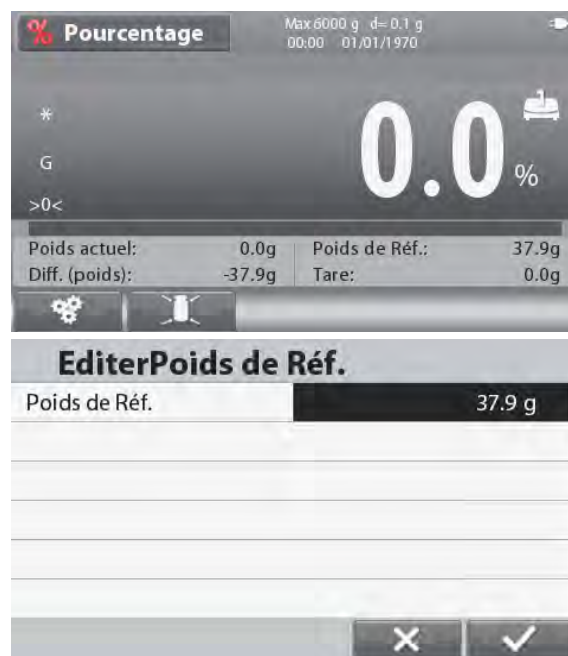 % Pourcentage
Max 6000 g d= 0.1 g
00:00 01/01/1970
*
G
>0<
0.0 %
1
Poids actuel: 0.0g Poids de Réf.: 37.9g
Diff. (poids): -37.9g Tare: 0.0g
EditerPoids de Réf.
Poids de Réf. 37.9 g